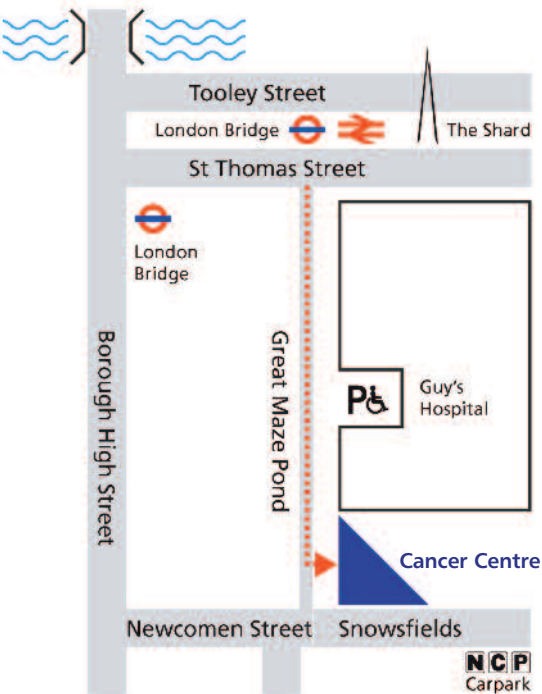 Tooley Street
London Bridge
The Shard
St Thomas Street
London
Bridge
Borough High Street
Great Maze Pond
P
Guy's
Hospital
Cancer Centre
Newcomen Street
Snowsfields
NCP
Carpark